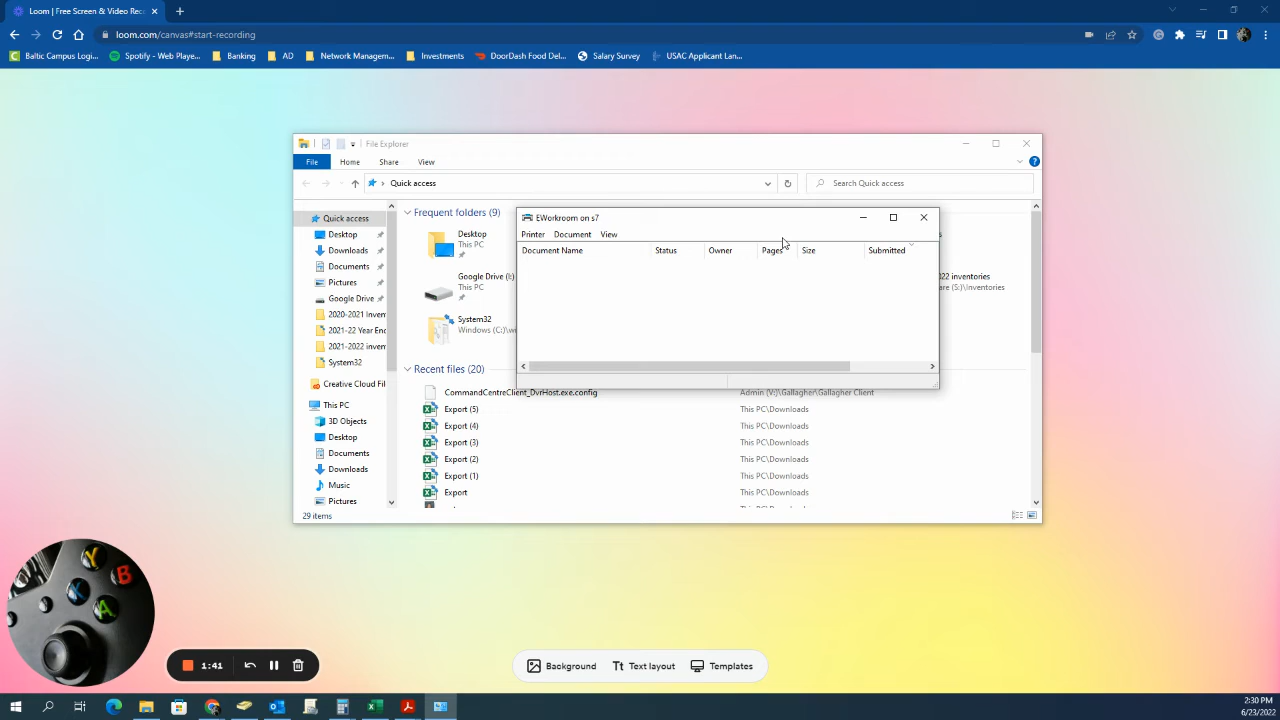 Loom | Free Screen & Video Rec
loom.com/canvas#start-recording
Baltic Campus Logi...
Spotify - Web Playe...
Banking
AD
Network Managem...
Investments
DoorDash Food Del...
Salary Survey
USAC Applicant Lan...
File Explorer
File
Home
Share
View
Quick access
Search Quick access
Quick access
Desktop
Downloads
Documents
Pictures
Google Drive
2020-2021 Inven
2021-22 Year End
2021-2022 inven
System32
Creative Cloud Fil
This PC
3D Objects
Desktop
Documents
Downloads
Music
Pictures
Frequent folders (9)
Desktop
This PC
Google Drive (I:)
This PC
System32
Windows (C:)\w
22 inventories
are (S:)\Inventories
EWorkroom on s7
Printer
Document
View
Document Name
Status
Owner
Pages
Size
Submitted
Recent files (20)
CommandCentreClient_DvrHost.exe.config
Admin (V:)\Gallagher\Gallagher Client
Export (5)
This PC\Downloads
Export (4)
This PC\Downloads
Export (3)
This PC\Downloads
Export (2)
This PC\Downloads
Export (1)
This PC\Downloads
Export
This PC\Downloads
29 items
Y
B
X
A
1:41
Background
Tt Text layout
Templates
2:30 PM
6/23/2022